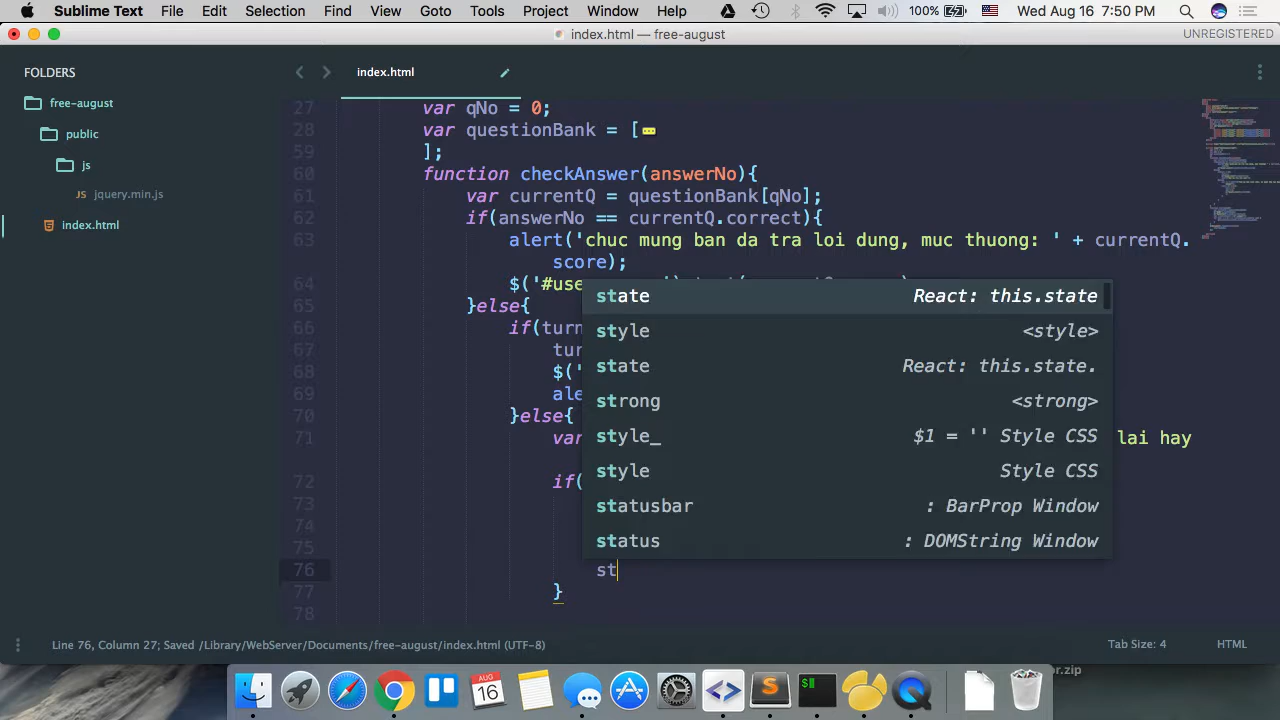 Sublime Text File Edit Selection Find View Goto Tools Project Window Help 100% Wed Aug 16 7:50 PM
index.html — free-august UNREGISTERED
FOLDERS
free-august
public
js
JS jquery.min.js
index.html
index.html
27 var qNo = 0;
28 var questionBank = [
59 ];
60 function checkAnswer(answerNo){
61 var currentQ = questionBank[qNo];
62 if(answerNo == currentQ.correct){
63 alert('chuc mung ban da tra loi dung, muc thuong: ' + currentQ.
score);
64 $('#use
65 }else{
66 if(turn
67 tur
68 $('
69 ale
70 }else{
71 var lai hay
72 if(
73
74
75
76 st
77 }
78
state React: this.state
style <style>
state React: this.state.
strong <strong>
style_ $1 = '' Style CSS
style Style CSS
statusbar : BarProp Window
status : DOMString Window
Line 76, Column 27; Saved /Library/WebServer/Documents/free-august/index.html (UTF-8) Tab Size: 4 HTML
or.zip
AUG
16